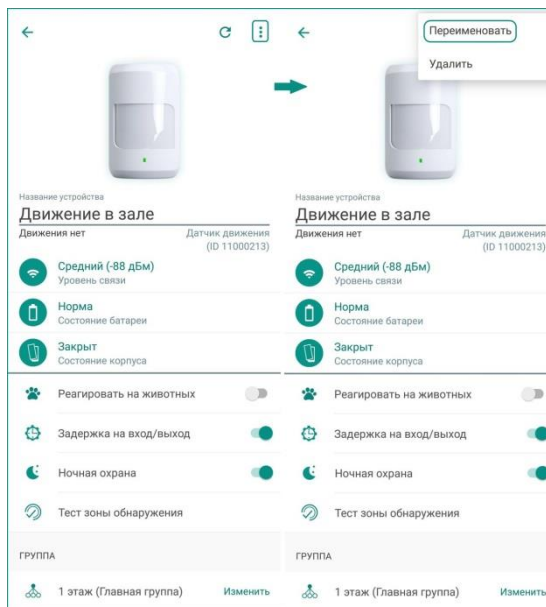 Название устройства
Движение в зале
Движения нет
Датчик движения
(ID 11000213)
Средний (-88 дБм)
Уровень связи
Норма
Состояние батареи
Закрыт
Состояние корпуса
Реагировать на животных
Задержка на вход/выход
Ночная охрана
Тест зоны обнаружения
ГРУППА
1 этаж (Главная группа)
Изменить
Переименовать
Удалить
Название устройства
Движение в зале
Движения нет
Датчик движения
(ID 11000213)
Средний (-88 дБм)
Уровень связи
Норма
Состояние батареи
Закрыт
Состояние корпуса
Реагировать на животных
Задержка на вход/выход
Ночная охрана
Тест зоны обнаружения
ГРУППА
1 этаж (Главная группа)
Изменить